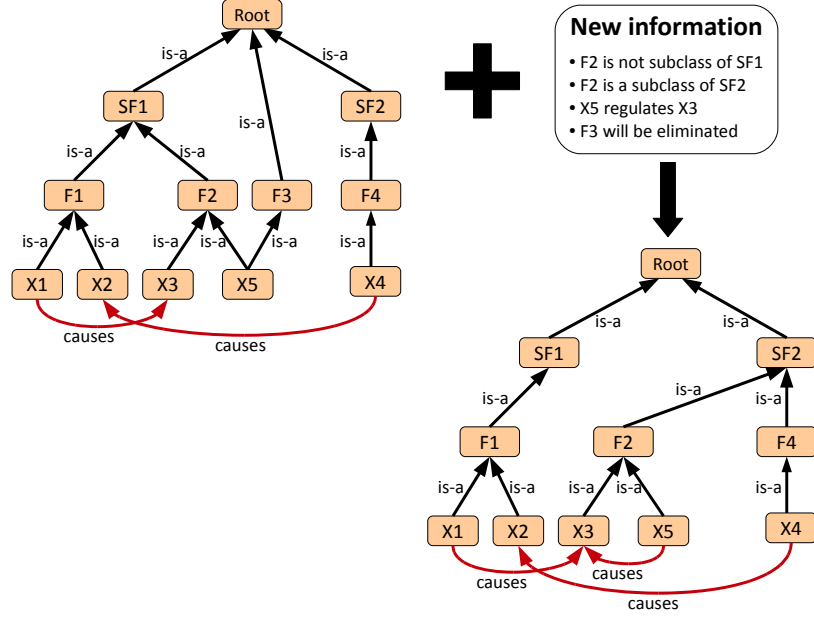 Root
is-a
is-a
is-a
SF1
SF2
is-a
is-a
is-a
F1
F2
F3
F4
is-a
is-a
is-a
is-a
is-a
is-a
X1
X2
X3
X5
X4
causes
causes
New information
• F2 is not subclass of SF1
• F2 is a subclass of SF2
• X5 regulates X3
• F3 will be eliminated
Root
is-a
is-a
SF1
SF2
is-a
is-a
is-a
F1
F2
F4
is-a
is-a
is-a
is-a
is-a
X1
X2
X3
X5
X4
causes
causes
causes